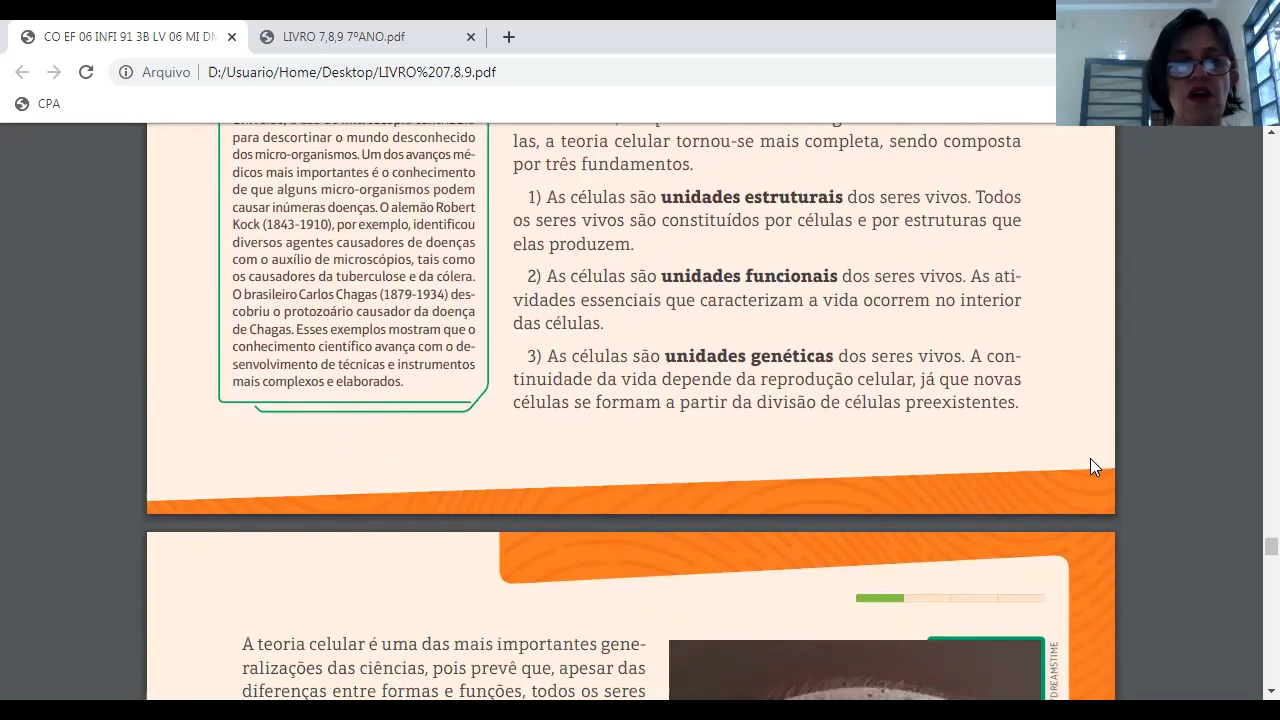 CO EF 06 INFI 91 3B LV 06 MI DM
LIVRO 7,8,9 7ºANO.pdf
Arquivo
D:/Usuario/Home/Desktop/LIVRO%207,8,9.pdf
CPA
para descortinar o mundo desconhecido
dos micro-organismos. Um dos avanços mé-
dicos mais importantes é o conhecimento
de que alguns micro-organismos podem
causar inúmeras doenças. O alemão Robert
Kock (1843-1910), por exemplo, identificou
diversos agentes causadores de doenças
com o auxílio de microscópios, tais como
os causadores da tuberculose e da cólera.
O brasileiro Carlos Chagas (1879-1934) des-
cobriu o protozoário causador da doença
de Chagas. Esses exemplos mostram que o
conhecimento científico avança com o de-
senvolvimento de técnicas e instrumentos
mais complexos e elaborados.
las, a teoria celular tornou-se mais completa, sendo composta
por três fundamentos.
1) As células são unidades estruturais dos seres vivos. Todos
os seres vivos são constituídos por células e por estruturas que
elas produzem.
2) As células são unidades funcionais dos seres vivos. As ati-
vidades essenciais que caracterizam a vida ocorrem no interior
das células.
3) As células são unidades genéticas dos seres vivos. A con-
tinuidade da vida depende da reprodução celular, já que novas
células se formam a partir da divisão de células preexistentes.
A teoria celular é uma das mais importantes gene-
ralizações das ciências, pois prevê que, apesar das
diferenças entre formas e funções, todos os seres
DREAMSTIME